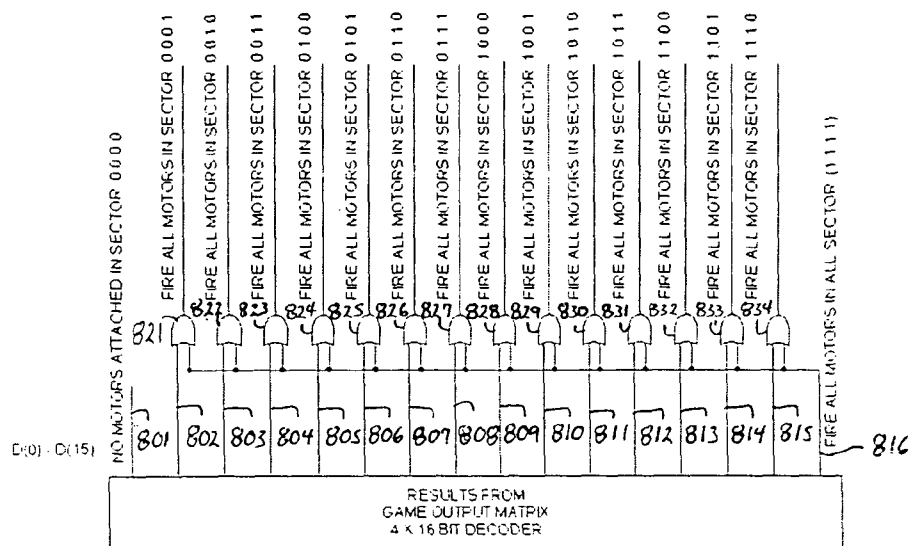 NO MOTORS ATTACHED IN SECTOR 0000
FIRE ALL MOTORS IN SECTOR 0001
FIRE ALL MOTORS IN SECTOR 0010
FIRE ALL MOTORS IN SECTOR 0011
FIRE ALL MOTORS IN SECTOR 0100
FIRE ALL MOTORS IN SECTOR 0101
FIRE ALL MOTORS IN SECTOR 0110
FIRE ALL MOTORS IN SECTOR 0111
FIRE ALL MOTORS IN SECTOR 1000
FIRE ALL MOTORS IN SECTOR 1001
FIRE ALL MOTORS IN SECTOR 1010
FIRE ALL MOTORS IN SECTOR 1011
FIRE ALL MOTORS IN SECTOR 1100
FIRE ALL MOTORS IN SECTOR 1101
FIRE ALL MOTORS IN SECTOR 1110
FIRE ALL MOTORS IN ALL SECTOR (1111)
821 822 823 824 825 826 827 828 829 830 831 832 833 834
801 802 803 804 805 806 807 808 809 810 811 812 813 814 815 816
D(0) - D(15)
RESULTS FROM
GAME OUTPUT MATRIX
4 X 16 BIT DECODER